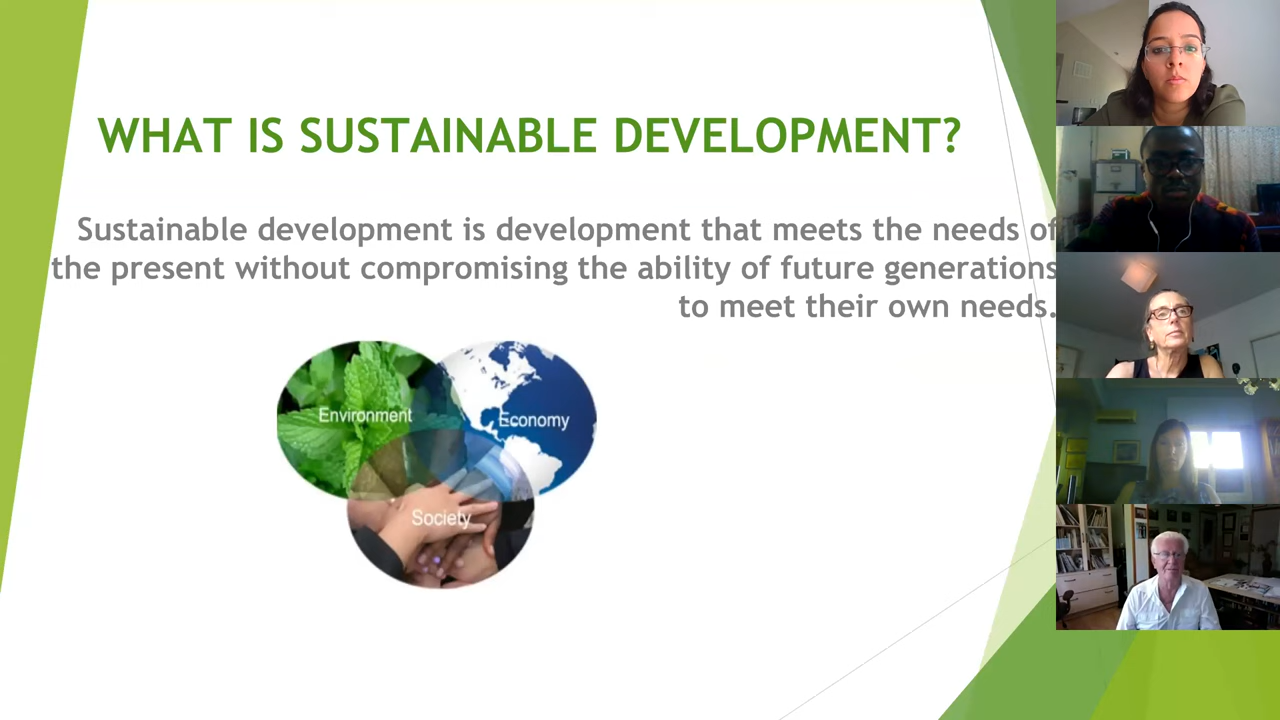 WHAT IS SUSTAINABLE DEVELOPMENT?
Sustainable development is development that meets the needs of
the present without compromising the ability of future generations
to meet their own needs.
Environment
Economy
Society